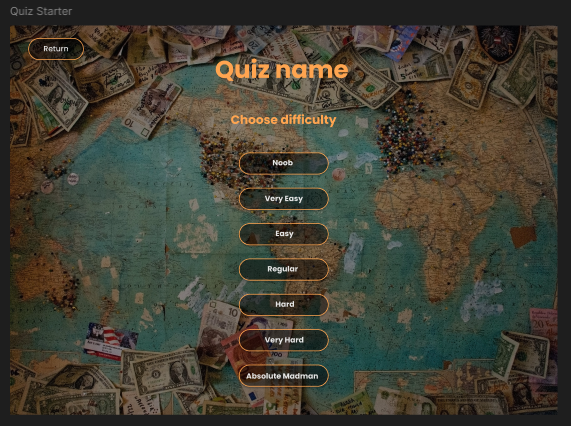 Quiz Starter
Return
Quiz name
Choose difficulty
Noob
Very Easy
Easy
Regular
Hard
Very Hard
Absolute Madman